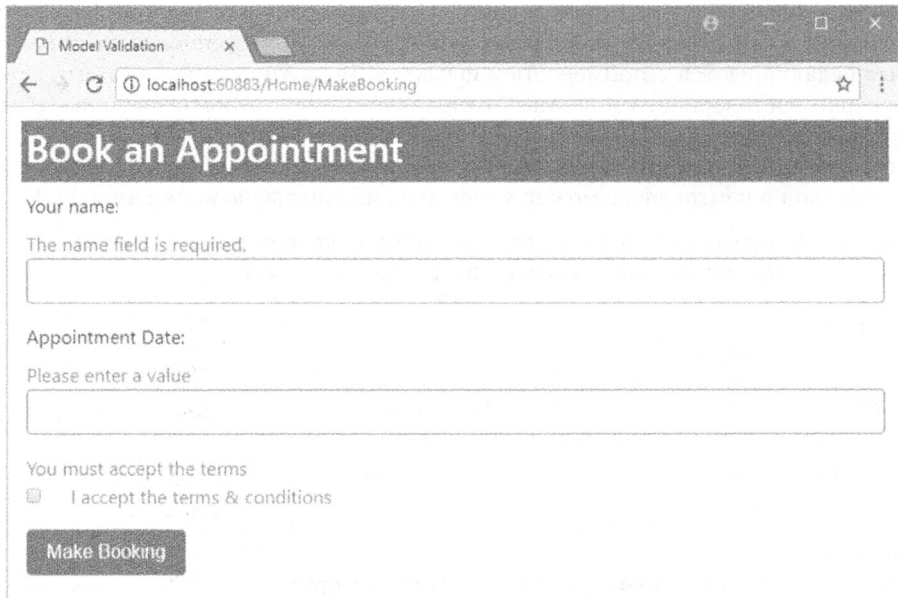 Model Validation
localhost:60883/Home/MakeBooking
Book an Appointment
Your name:
The name field is required.
Appointment Date:
Please enter a value
You must accept the terms
I accept the terms & conditions
Make Booking